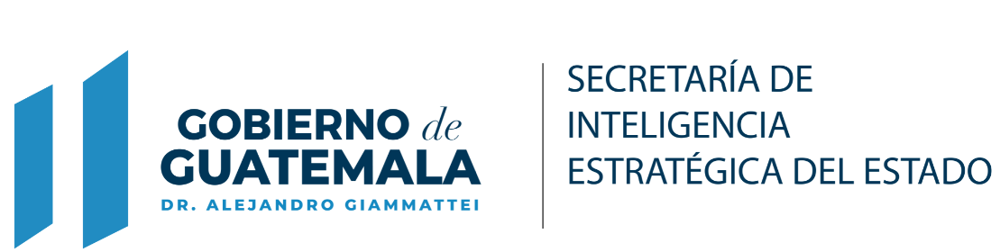 GOBIERNO de
GUATEMALA
DR. ALEJANDRO GIAMMATTEI
SECRETARÍA DE
INTELIGENCIA
ESTRATÉGICA DEL ESTADO